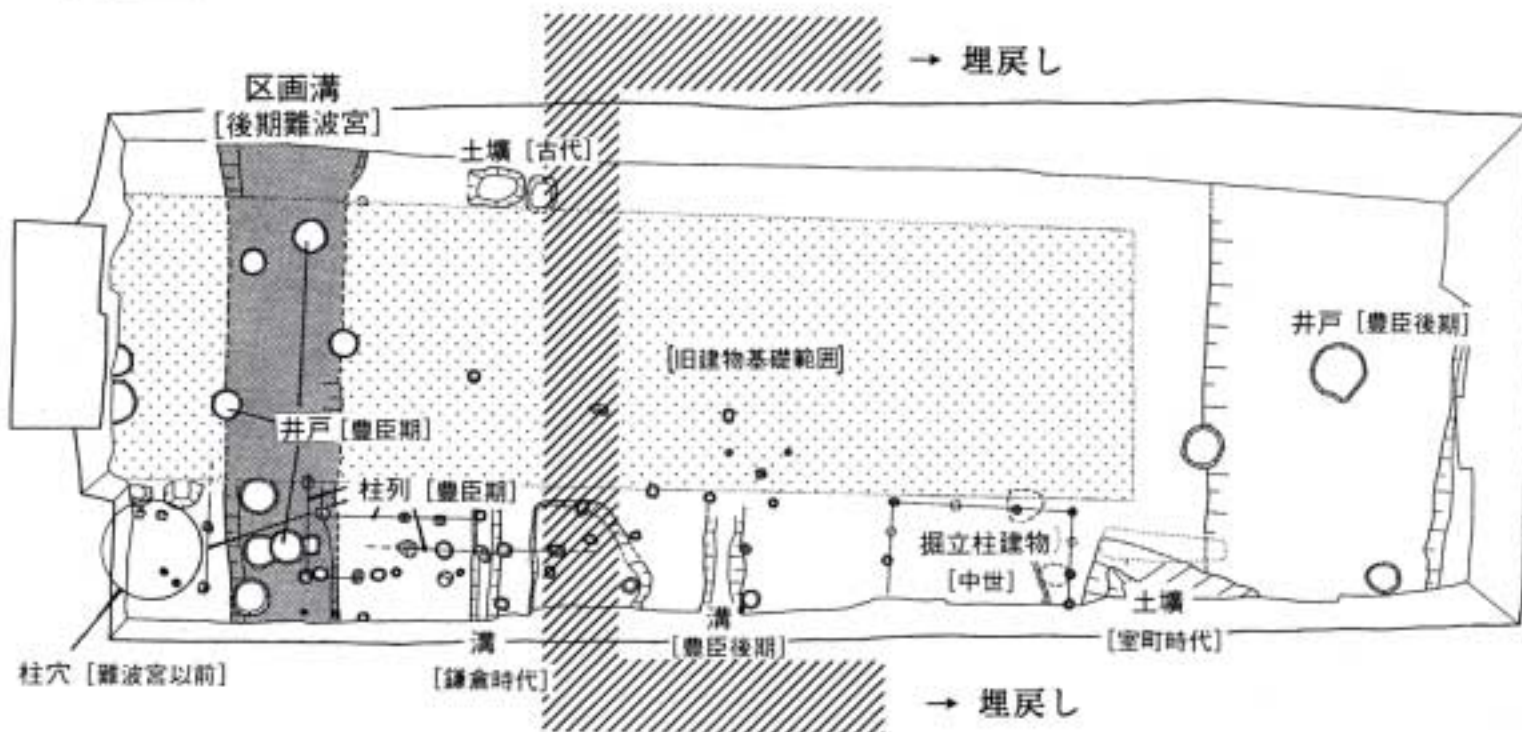 → 埋戻し
区画溝
[後期難波宮]
土壙 [古代]
井戸 [豊臣後期]
[旧建物基礎範囲]
井戸 [豊臣期]
柱列 [豊臣期]
掘立柱建物
[中世]
土壙
[室町時代]
溝
[豊臣後期]
溝
[鎌倉時代]
柱穴 [難波宮以前]
→ 埋戻し